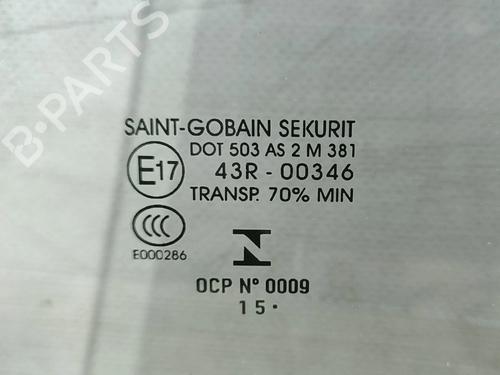 SAINT-GOBAIN SEKURIT
DOT 503 AS 2 M 381
E17 43R - 00346
TRANSP. 70% MIN
CCC
E000286
N
OCP Nº 0009
15·
B-Parts